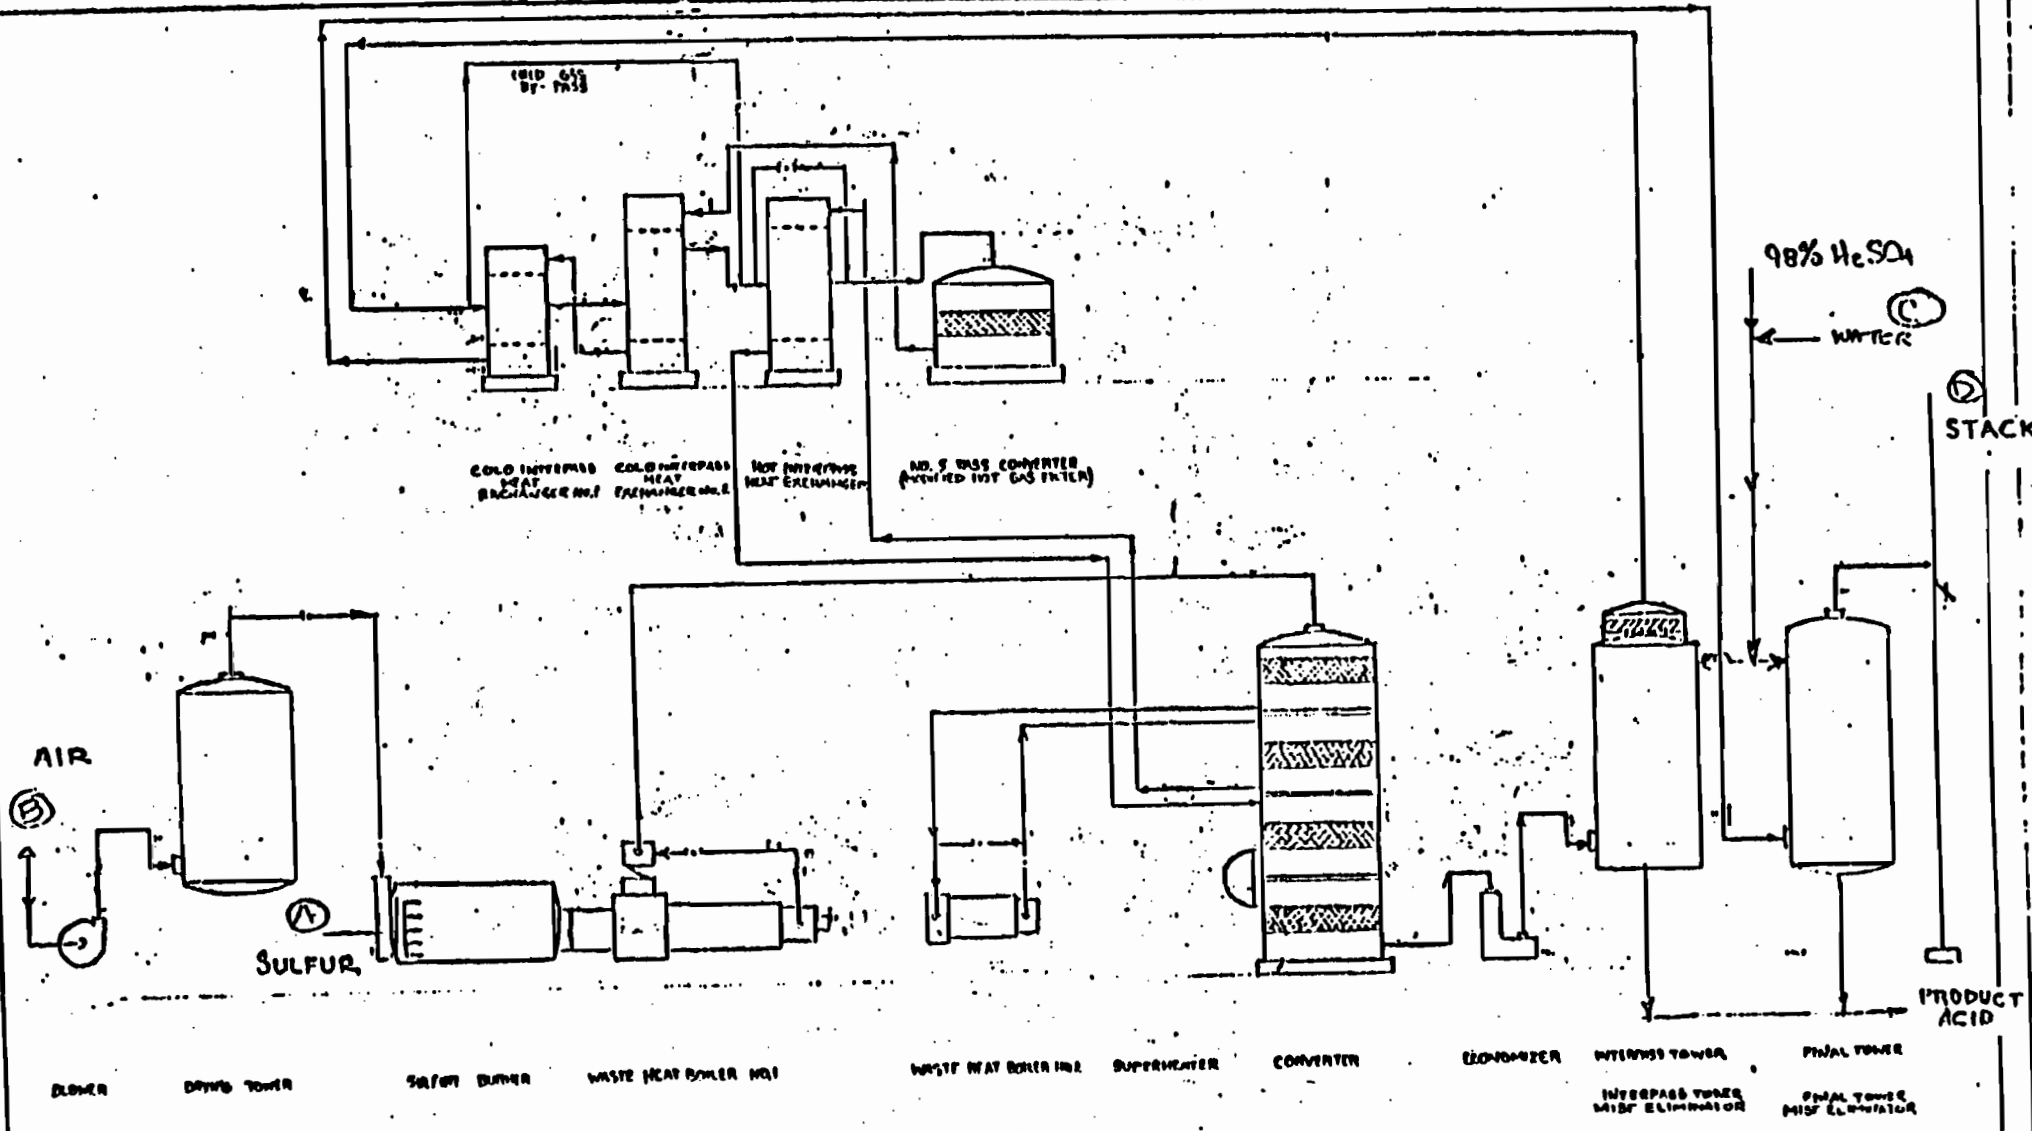 BY-PASS
98% H2SO4
C
WATER
D
STACK
COLD INTERPASS
HEAT
EXCHANGER NO.1
COLD INTERPASS
HEAT
EXCHANGER NO.2
HOT INTERPASS
HEAT EXCHANGER
NO. 5 PASS CONVERTER
(MODIFIED HOT GAS FILTER)
AIR
B
A
SULFUR
PRODUCT
ACID
BLOWER
DRYING TOWER
SULFUR BURNER
WASTE HEAT BOILER NO.1
WASTE HEAT BOILER NO.2
SUPERHEATER
CONVERTER
ECONOMIZER
INTERPASS TOWER
INTERPASS TOWER
MIST ELIMINATOR
FINAL TOWER
FINAL TOWER
MIST ELIMINATOR